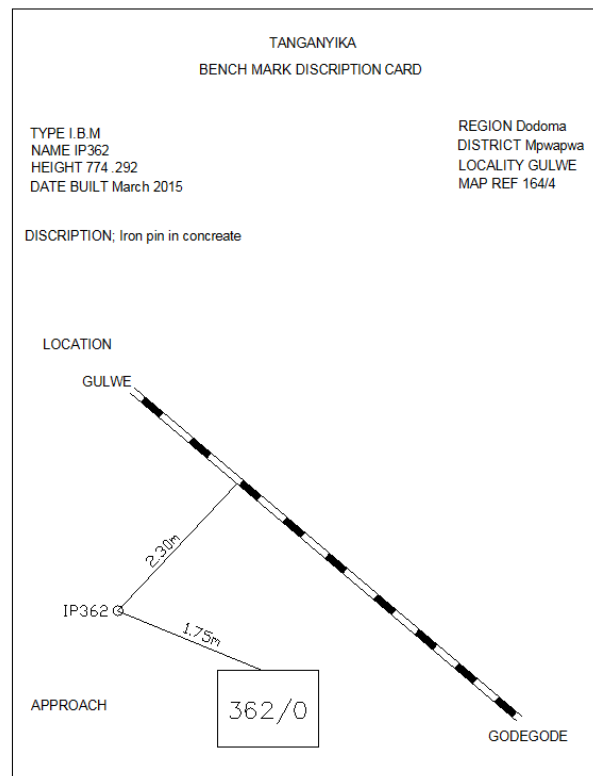 TANGANYIKA
BENCH MARK DISCRIPTION CARD
TYPE I.B.M
NAME IP362
HEIGHT 774 .292
DATE BUILT March 2015
REGION Dodoma
DISTRICT Mpwapwa
LOCALITY GULWE
MAP REF 164/4
DISCRIPTION; Iron pin in concreate
LOCATION
GULWE
2.30m
IP362
1.75m
APPROACH
362/0
GODEGODE